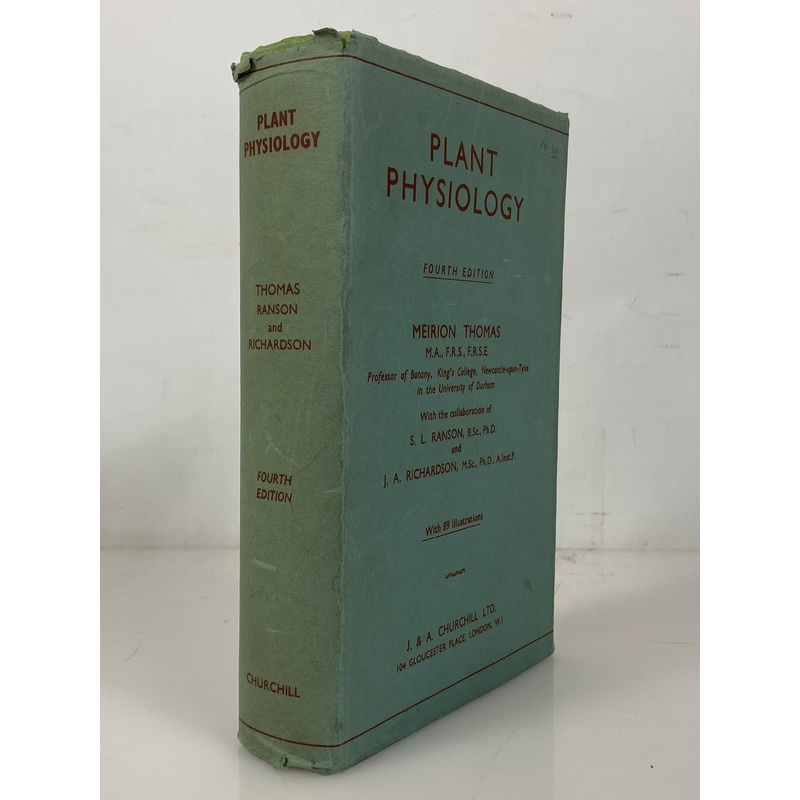 PLANT
PHYSIOLOGY
THOMAS
RANSON
and
RICHARDSON
FOURTH
EDITION
CHURCHILL
PLANT
PHYSIOLOGY
FOURTH EDITION
MEIRION THOMAS
M.A., F.R.S., F.R.S.E.
Professor of Botany, King's College, Newcastle-upon-Tyne
in the University of Durham
With the collaboration of
S. L. RANSON, B.Sc., Ph.D.
and
J. A. RICHARDSON, M.Sc., Ph.D., A.Inst.P.
With 89 Illustrations
J. & A. CHURCHILL LTD.
104 GLOUCESTER PLACE, LONDON, W.1